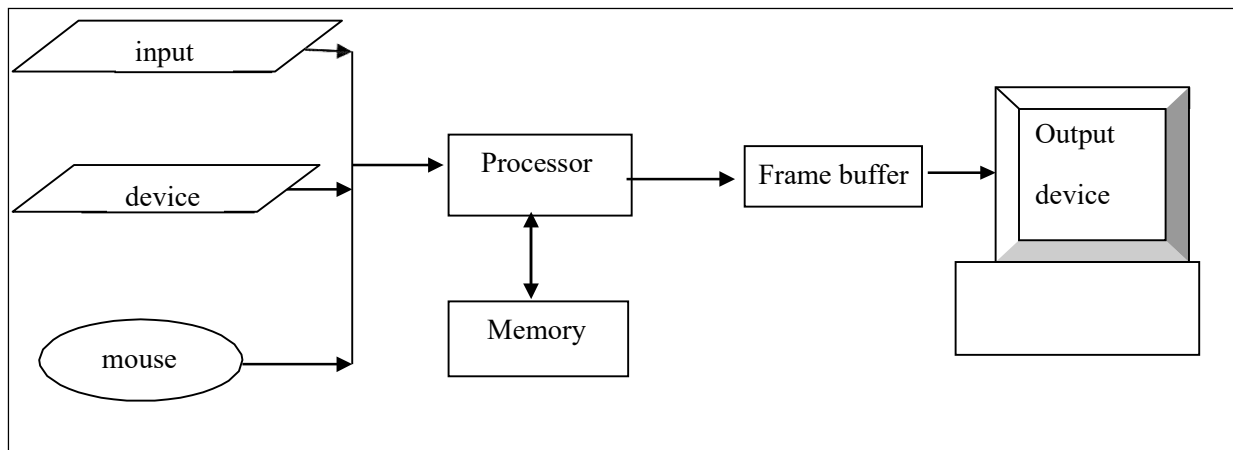 input
device
mouse
Processor
Memory
Frame buffer
Output
device